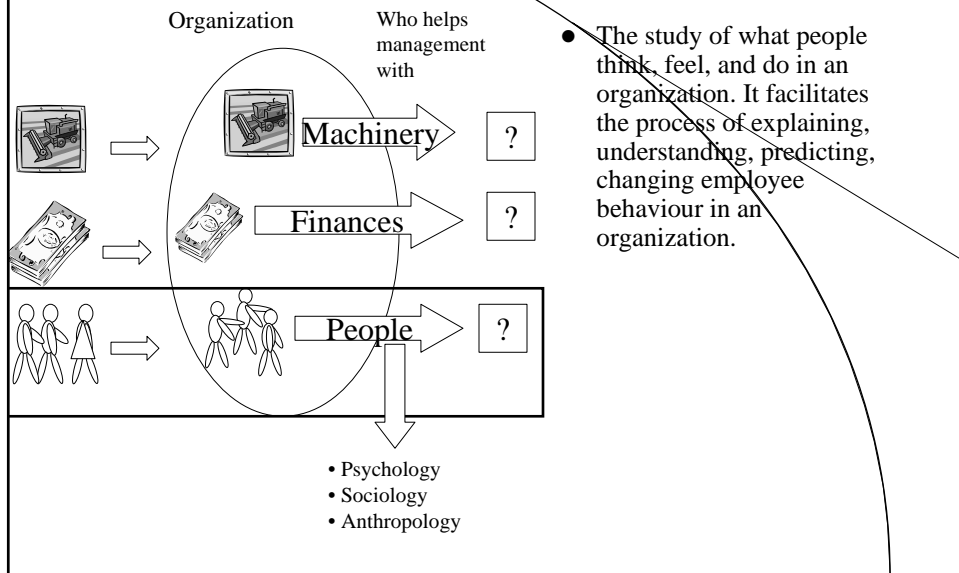 Organization
Who helps
management
with
Machinery
?
Finances
?
People
?
• Psychology
• Sociology
• Anthropology
● The study of what people
think, feel, and do in an
organization. It facilitates
the process of explaining,
understanding, predicting,
changing employee
behaviour in an
organization.